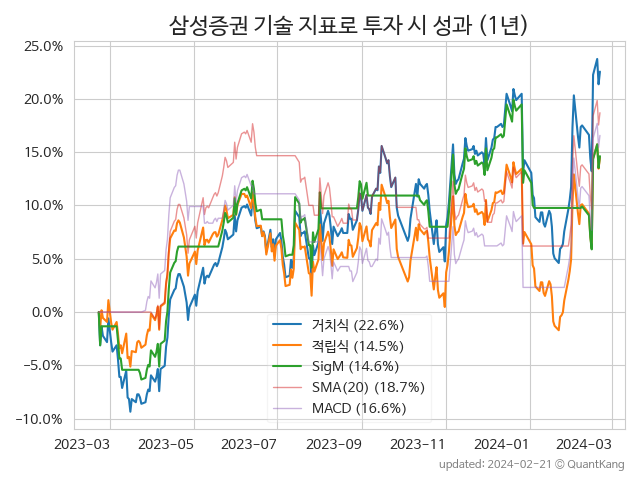 삼성증권 기술 지표로 투자 시 성과 (1년)
25.0%
20.0%
15.0%
10.0%
5.0%
0.0%
−5.0%
−10.0%
거치식 (22.6%)
적립식 (14.5%)
SigM (14.6%)
SMA(20) (18.7%)
MACD (16.6%)
2023-03 2023-05 2023-07 2023-09 2023-11 2024-01 2024-03
updated: 2024-02-21 © QuantKang